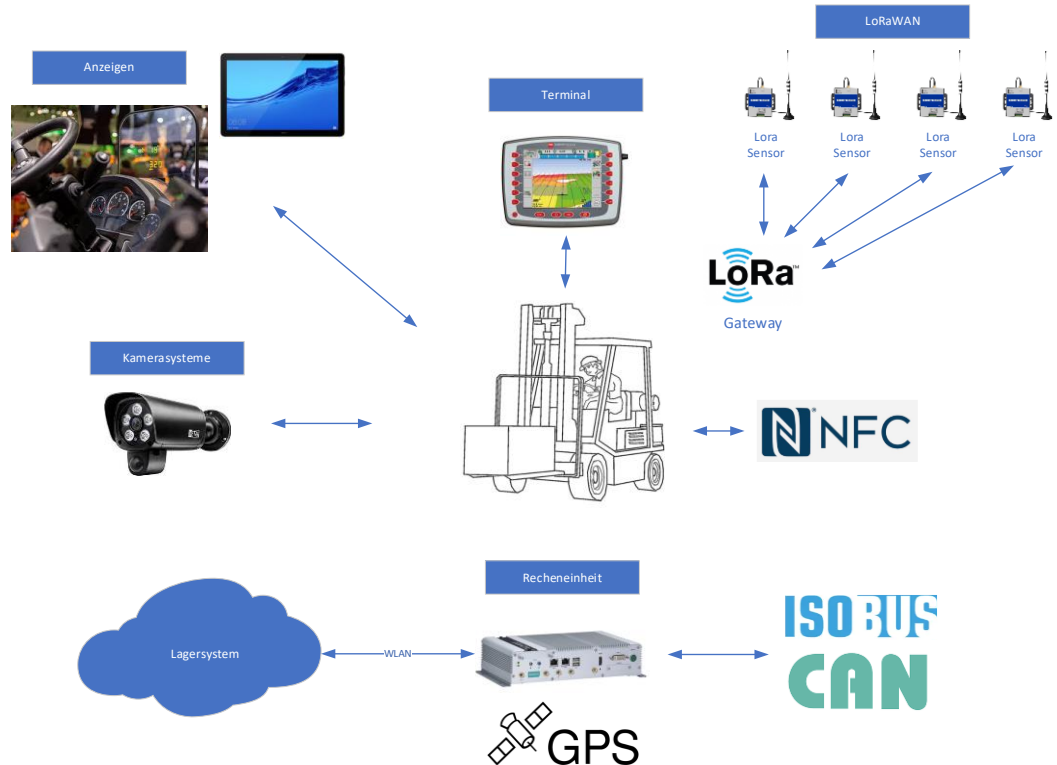 LoRaWAN
Anzeigen
Terminal
Lora
Sensor
Lora
Sensor
Lora
Sensor
Lora
Sensor
LoRa™
Gateway
Kamerasysteme
NFC
Recheneinheit
ISOBUS
CAN
Lagersystem
WLAN
GPS